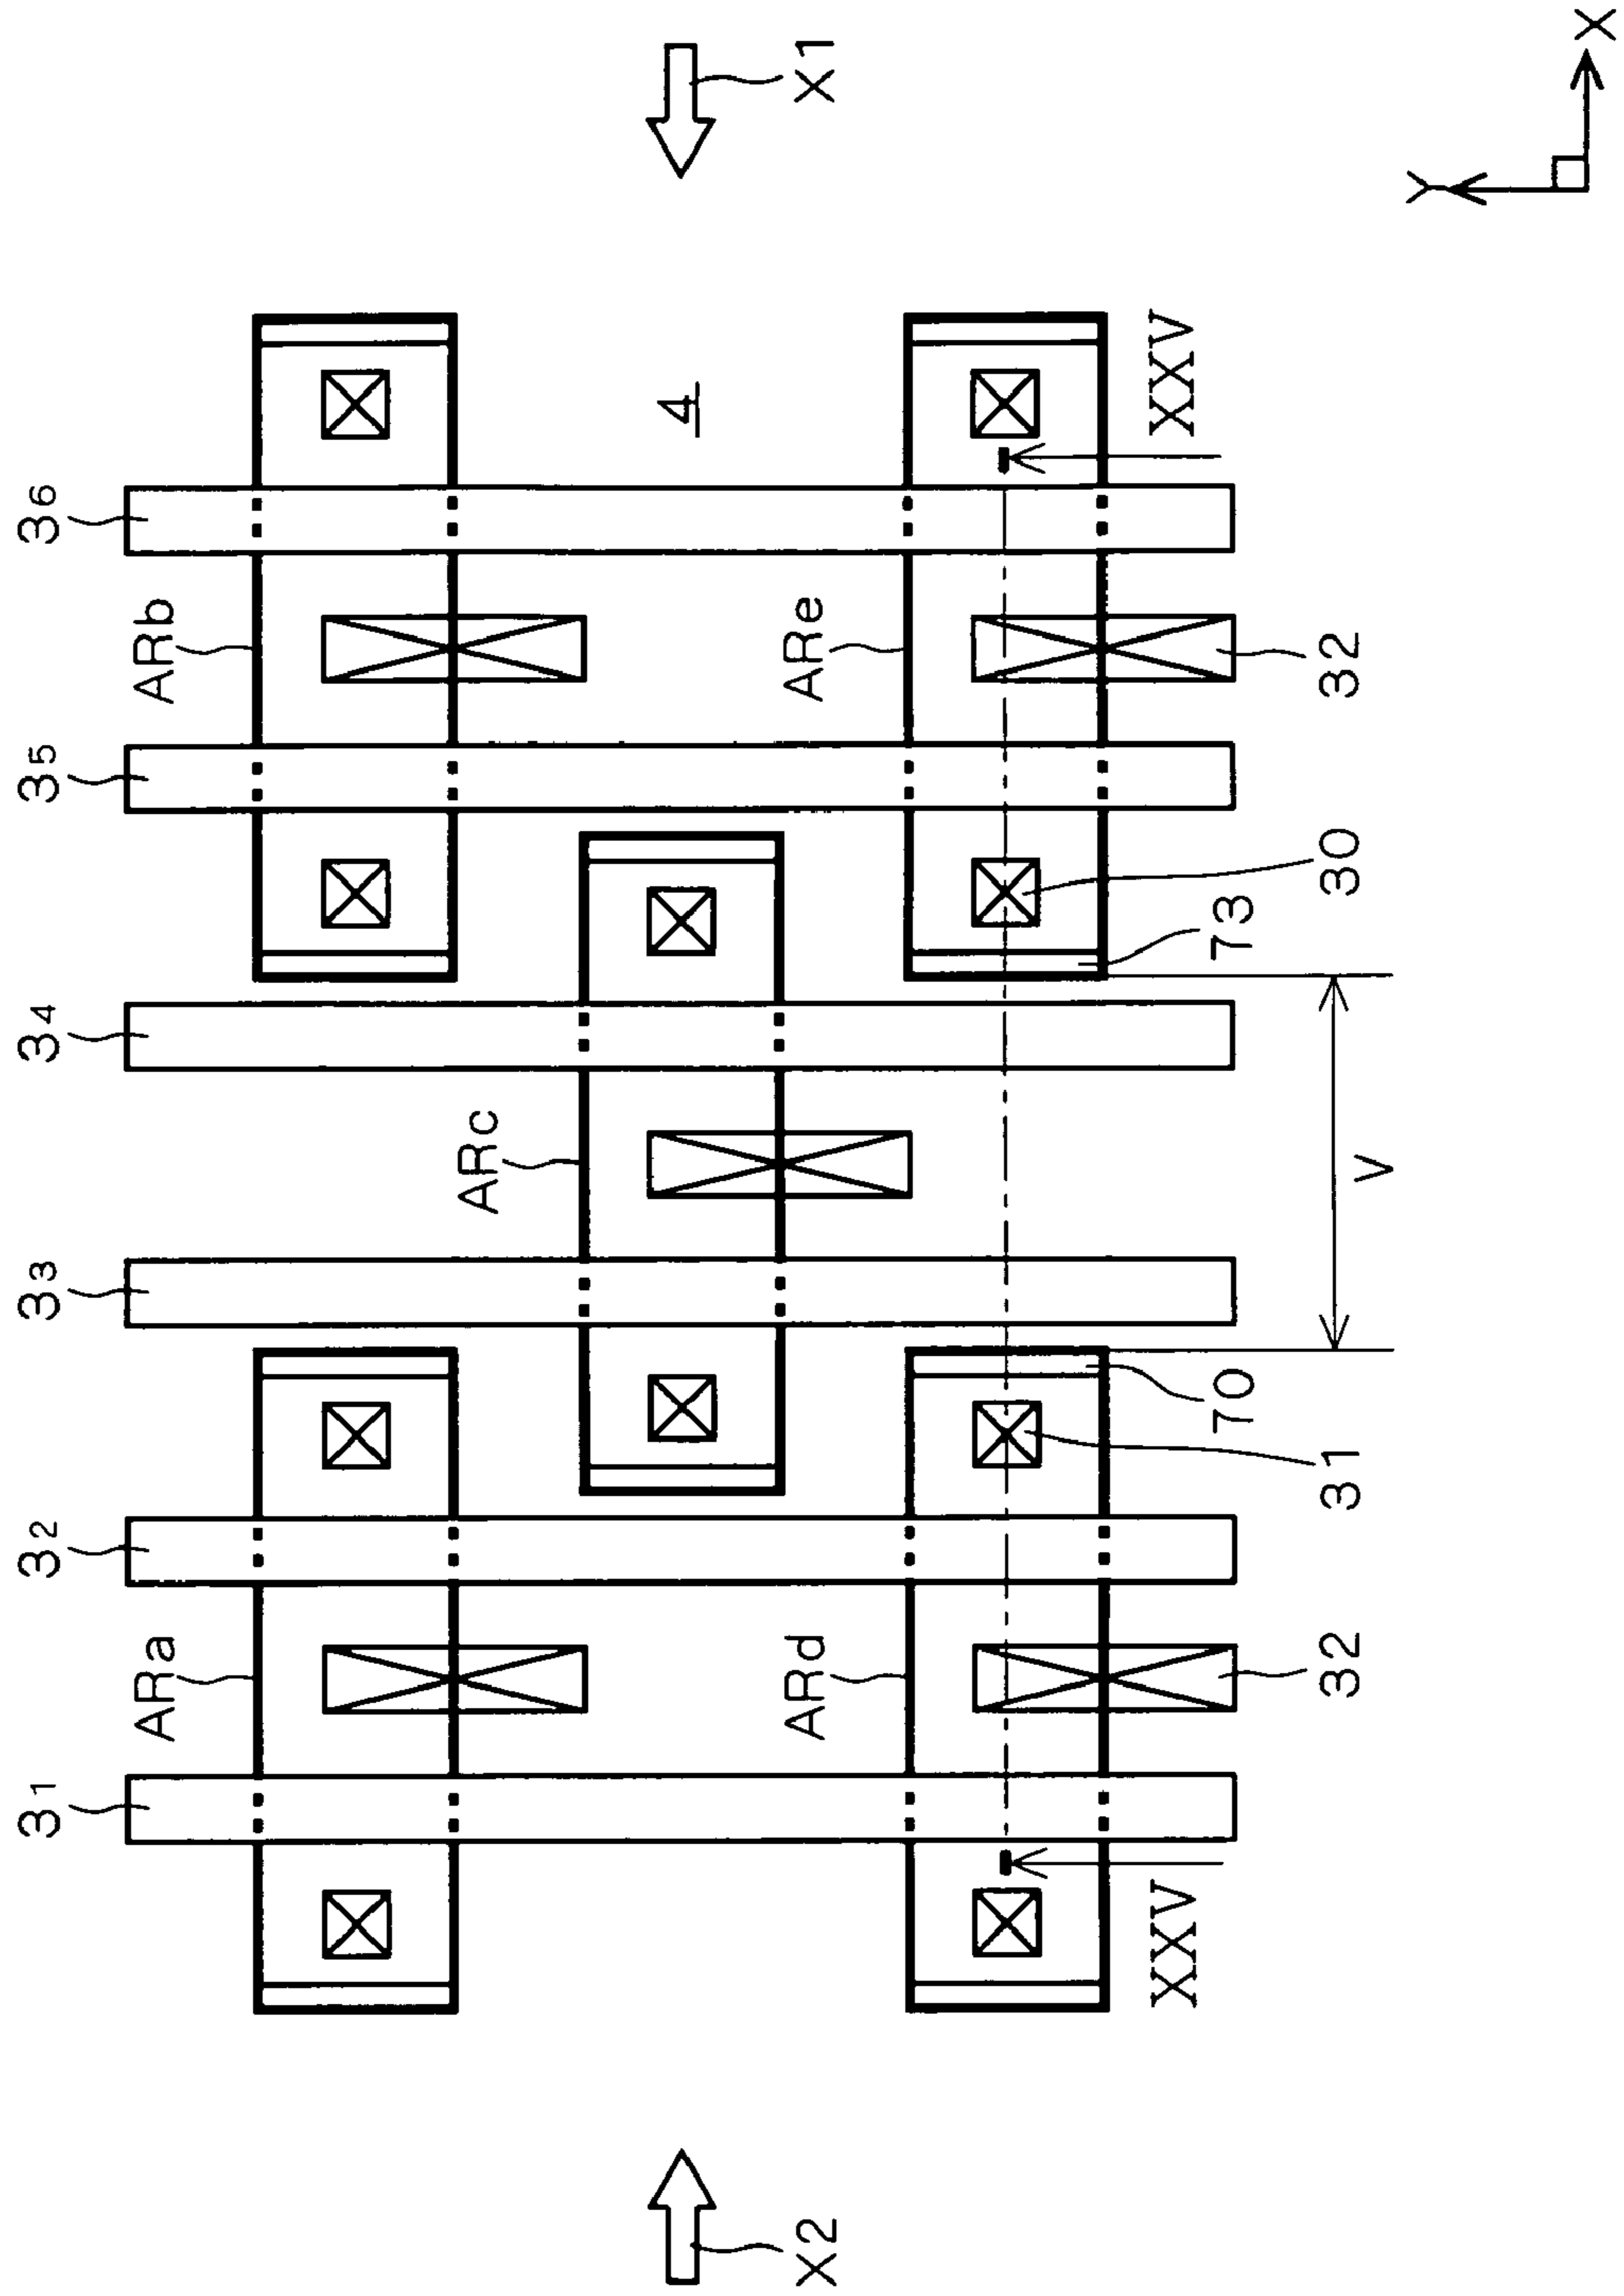 3₁
3₂
3₃
3₄
3₅
3₆
ARa
ARb
ARc
4
X2
X1
ARd
ARe
XXV
XXV
70
73
32
31
30
32
V
Y
X